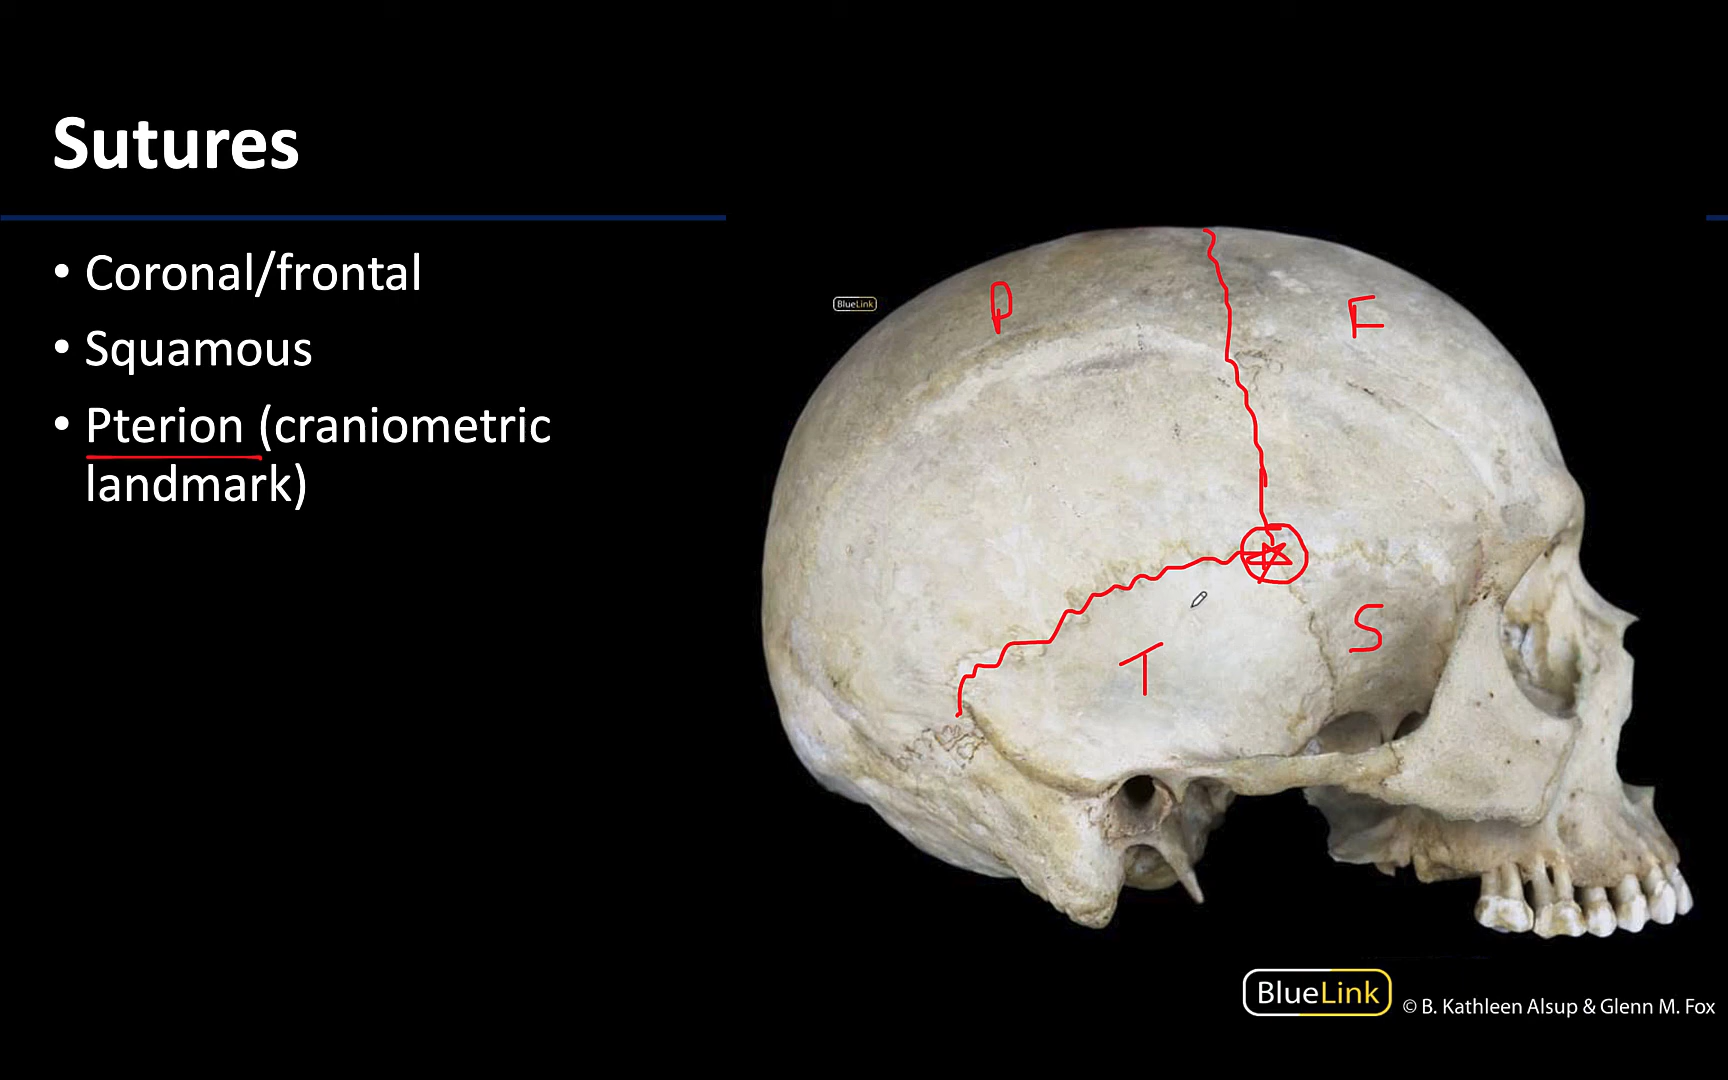 Sutures
• Coronal/frontal
• Squamous
• Pterion (craniometric
landmark)
BlueLink
P
F
S
T
BlueLink
© B. Kathleen Alsup & Glenn M. Fox